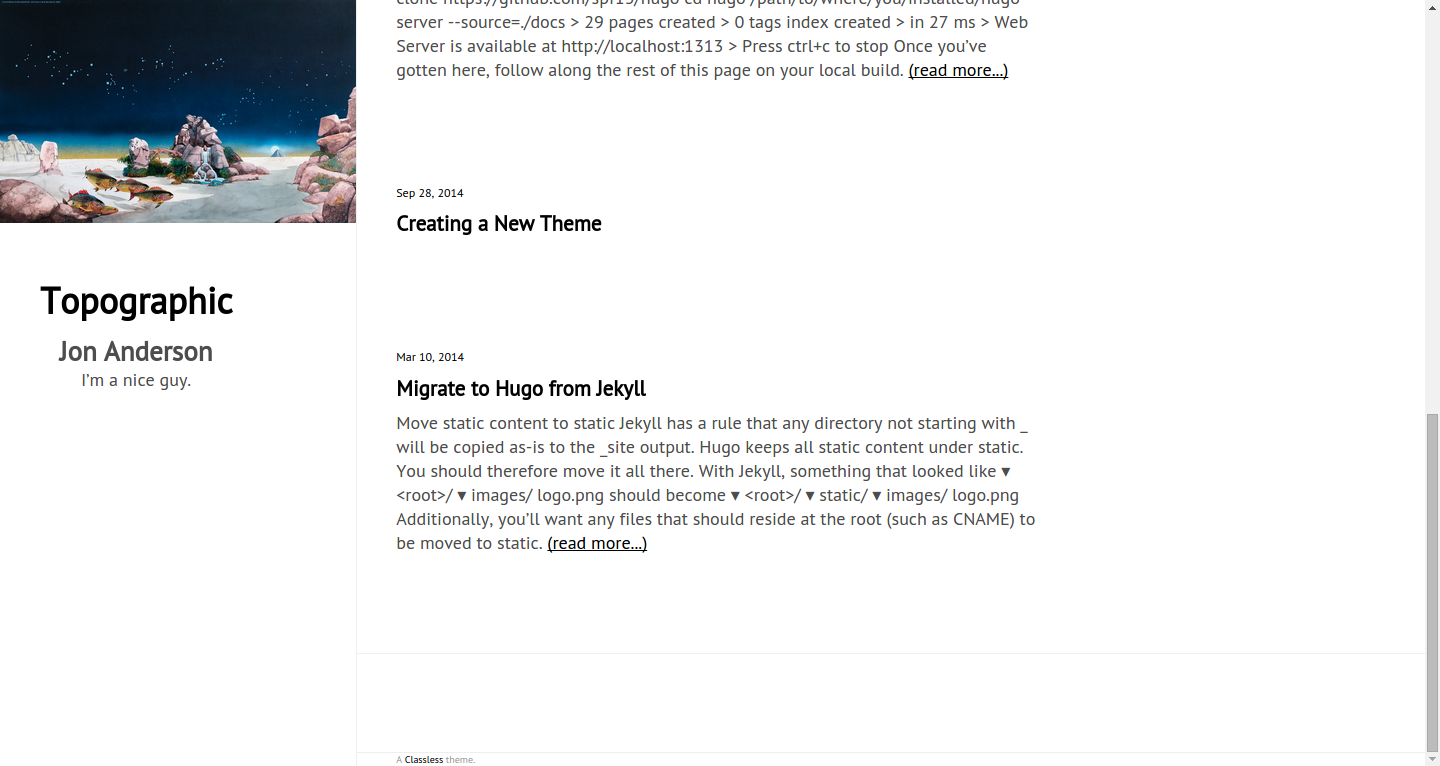 Topographic
Jon Anderson
I'm a nice guy.
server --source=./docs > 29 pages created > 0 tags index created > in 27 ms > Web
Server is available at http://localhost:1313 > Press ctrl+c to stop Once you've
gotten here, follow along the rest of this page on your local build. (read more...)
Sep 28, 2014
Creating a New Theme
Mar 10, 2014
Migrate to Hugo from Jekyll
Move static content to static Jekyll has a rule that any directory not starting with _
will be copied as-is to the _site output. Hugo keeps all static content under static.
You should therefore move it all there. With Jekyll, something that looked like ▾
<root>/ ▾ images/ logo.png should become ▾ <root>/ ▾ static/ ▾ images/ logo.png
Additionally, you'll want any files that should reside at the root (such as CNAME) to
be moved to static. (read more...)
A Classless theme.